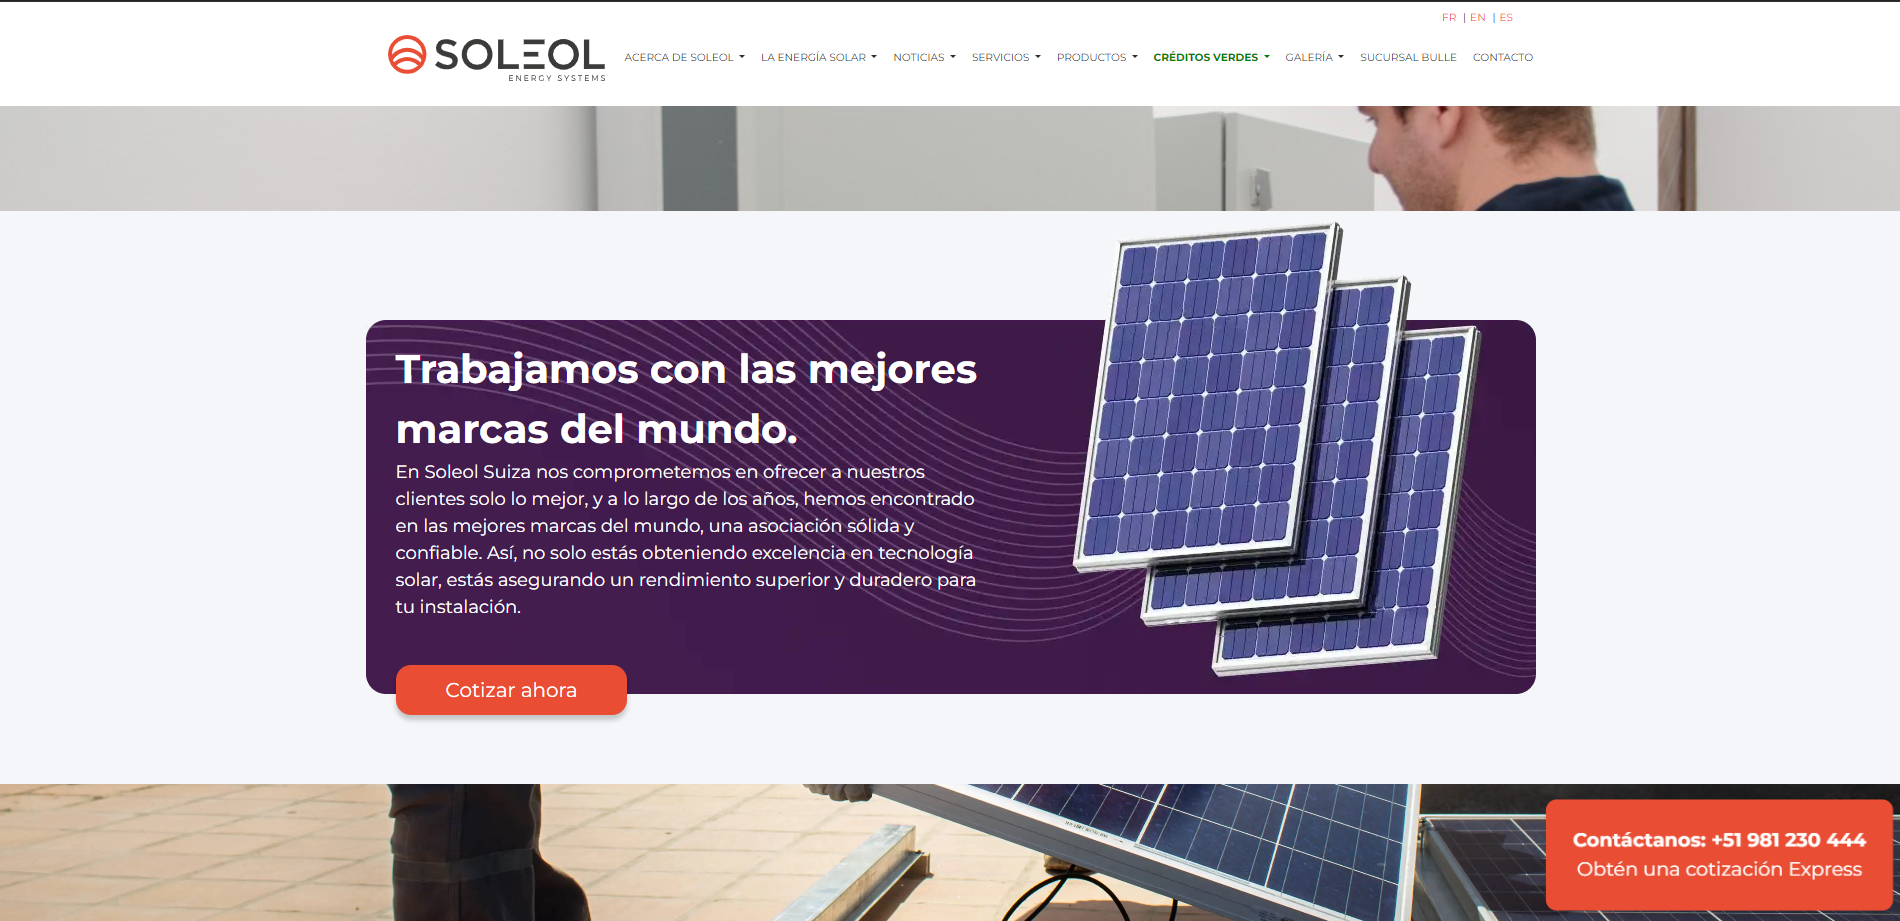 FR | EN | ES
SOLEOL
ENERGY SYSTEMS
ACERCA DE SOLEOL LA ENERGÍA SOLAR NOTICIAS SERVICIOS PRODUCTOS CRÉDITOS VERDES GALERÍA SUCURSAL BULLE CONTACTO
Trabajamos con las mejores
marcas del mundo.
En Soleol Suiza nos comprometemos en ofrecer a nuestros
clientes solo lo mejor, y a lo largo de los años, hemos encontrado
en las mejores marcas del mundo, una asociación sólida y
confiable. Así, no solo estás obteniendo excelencia en tecnología
solar, estás asegurando un rendimiento superior y duradero para
tu instalación.
Cotizar ahora
Contáctanos: +51 981 230 444
Obtén una cotización Express